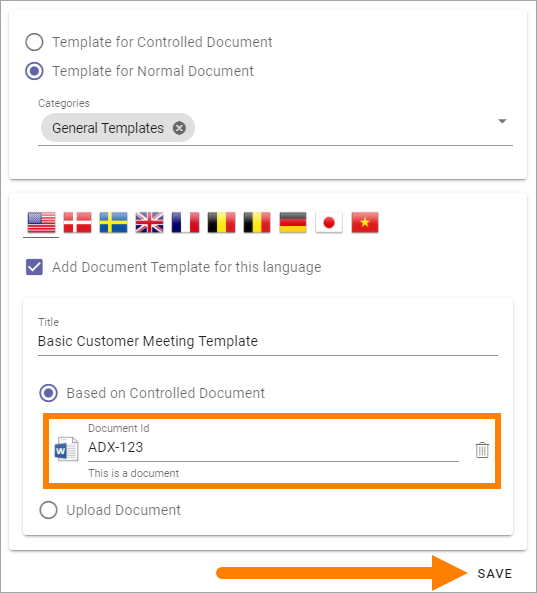 Template for Controlled Document
Template for Normal Document
Categories
General Templates
Add Document Template for this language
Title
Basic Customer Meeting Template
Based on Controlled Document
Document Id
ADX-123
This is a document
Upload Document
SAVE